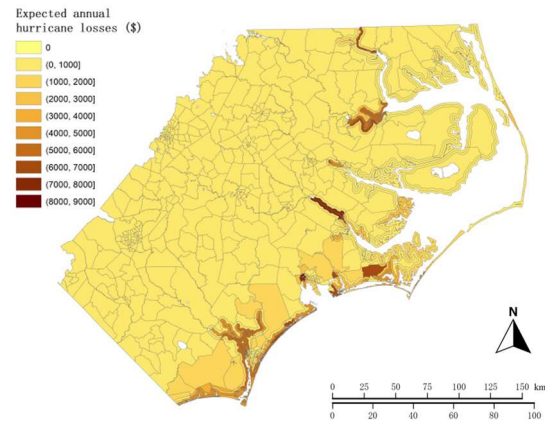 Expected annual
hurricane losses ($)
0
(0, 1000]
(1000, 2000]
(2000, 3000]
(3000, 4000]
(4000, 5000]
(5000, 6000]
(6000, 7000]
(7000, 8000]
(8000, 9000]
N
0 25 50 75 100 125 150 km
0 20 40 60 80 100